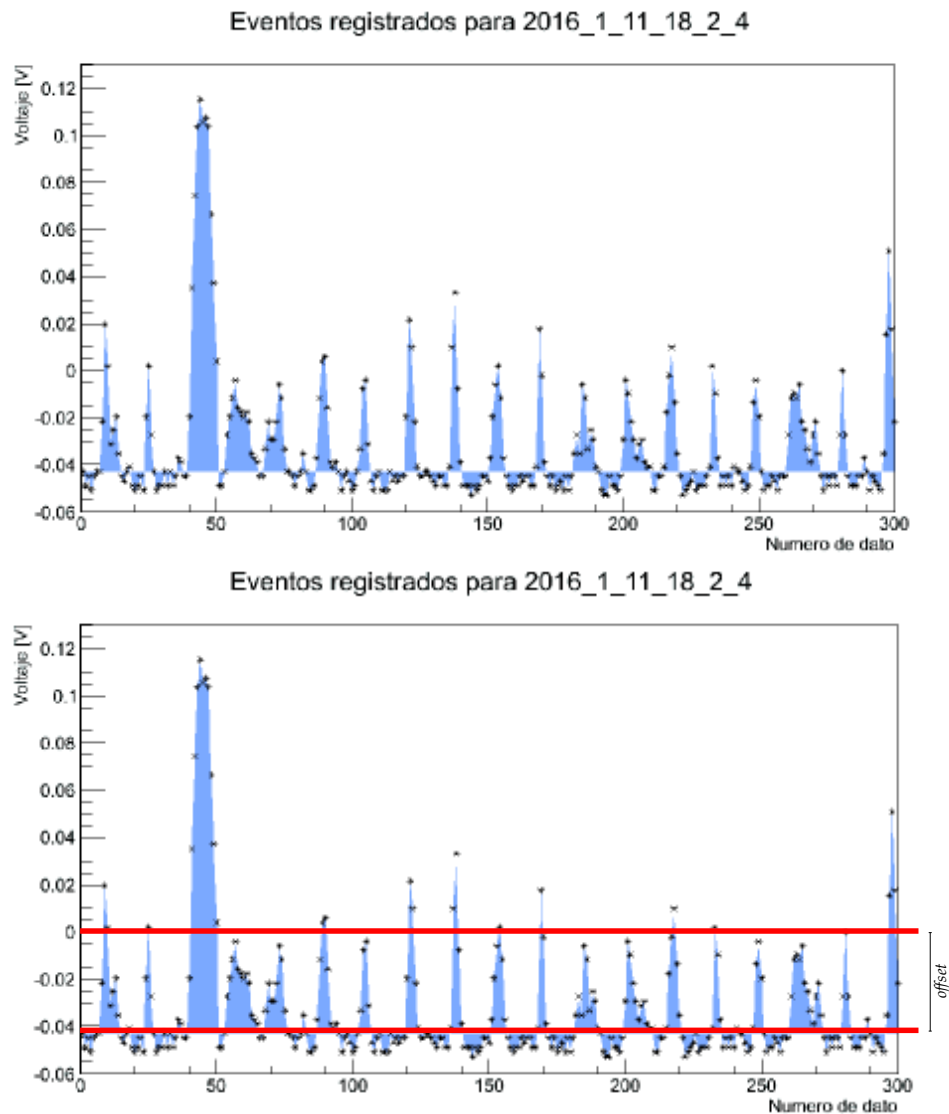 Eventos registrados para 2016_1_11_18_2_4
Voltaje [V]
0.12
0.1
0.08
0.06
0.04
0.02
0
-0.02
-0.04
-0.06
0 50 100 150 200 250 300
Numero de dato
Eventos registrados para 2016_1_11_18_2_4
Voltaje [V]
0.12
0.1
0.08
0.06
0.04
0.02
0
-0.02
offset
-0.04
-0.06
0 50 100 150 200 250 300
Numero de dato